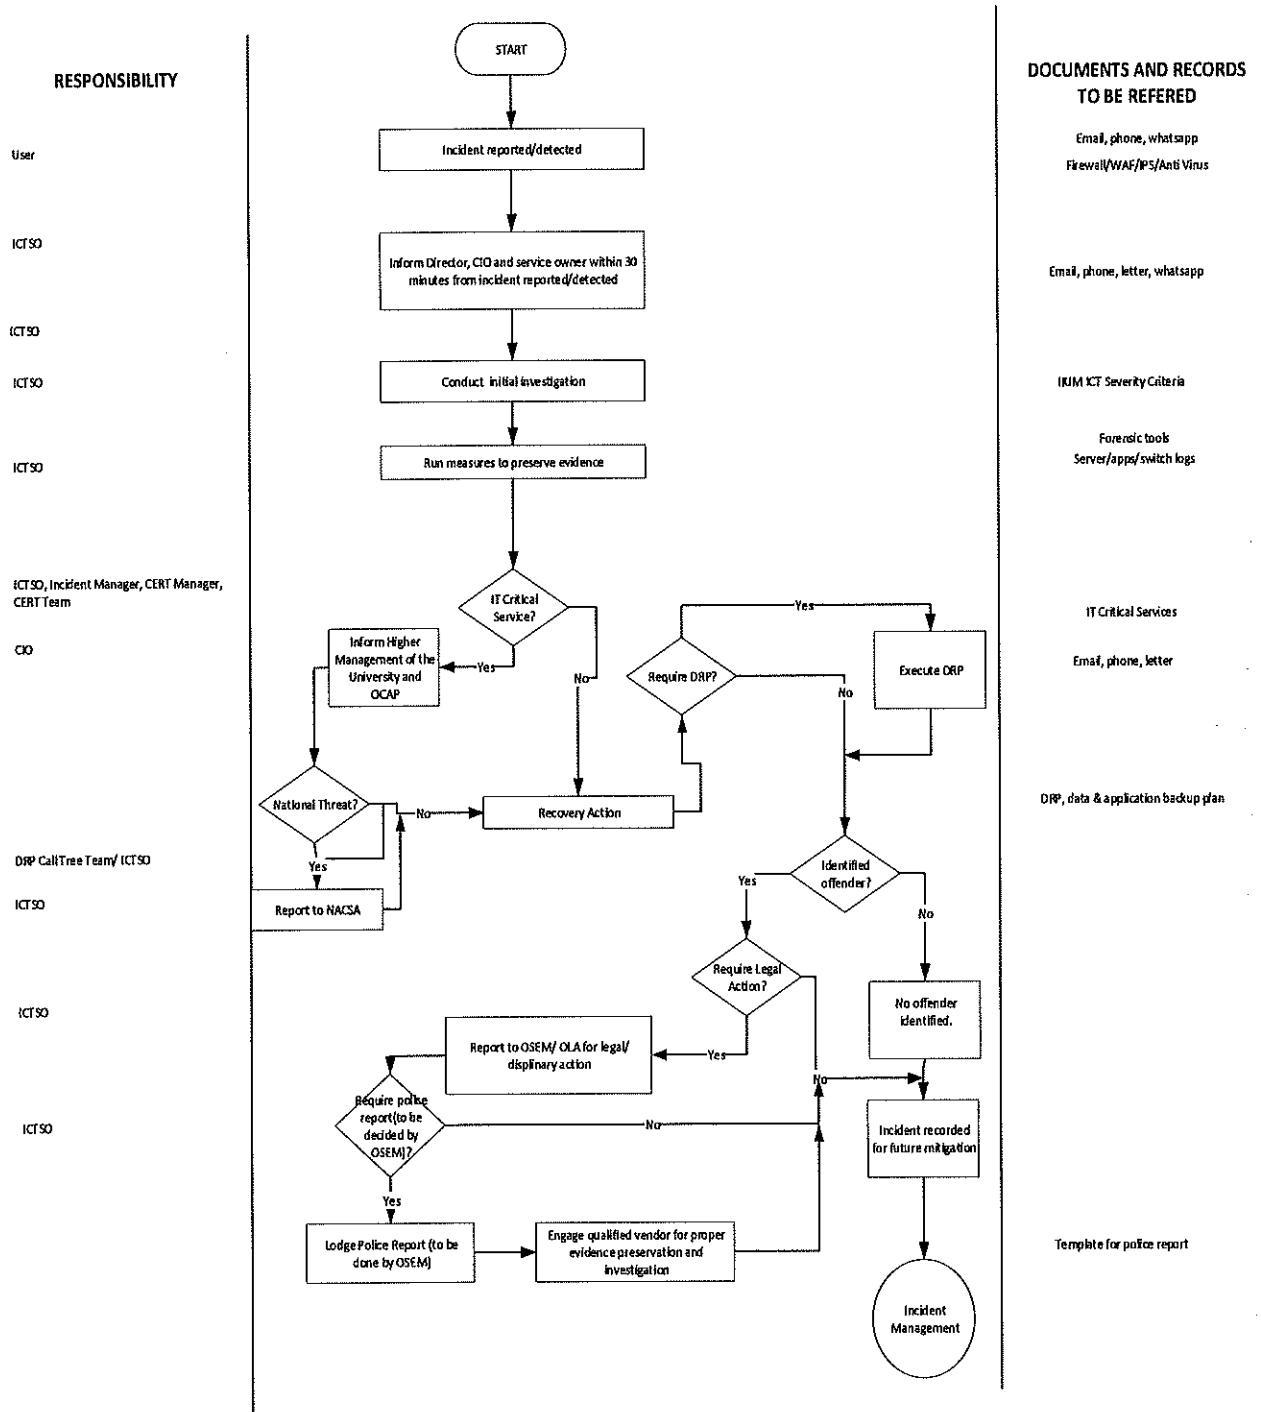 START
RESPONSIBILITY
DOCUMENTS AND RECORDS
TO BE REFERED
User
Incident reported/detected
Email, phone, whatsapp
Firewall/WAF/IPS/Anti Virus
ICTSO
Inform Director, CIO and service owner within 30
minutes from incident reported/detected
Email, phone, letter, whatsapp
ICTSO
ICTSO
Conduct initial investigation
IIUM ICT Severity Criteria
ICTSO
Run measures to preserve evidence
Forensic tools
Server/apps/switch logs
ICTSO, Incident Manager, CERT Manager,
CERT Team
IT Critical
Service?
Yes
IT Critical Services
CIO
Inform Higher
Management of the
University and
OCAP
Yes
No
Require DRP?
No
Execute DRP
Email, phone, letter
National Threat?
No
Recovery Action
DRP, data & application backup plan
DRP Call Tree Team/ ICTSO
Yes
Identified
offender?
Yes
No
ICTSO
Report to NACSA
Require Legal
Action?
ICTSO
No offender
identified.
Report to OSEM/ OLA for legal/
displinary action
Yes
No
Require police
report(to be
decided by
OSEM)?
No
ICTSO
Incident recorded
for future mitigation
Yes
Lodge Police Report (to be
done by OSEM)
Engage qualified vendor for proper
evidence preservation and
investigation
Template for police report
Incident
Management